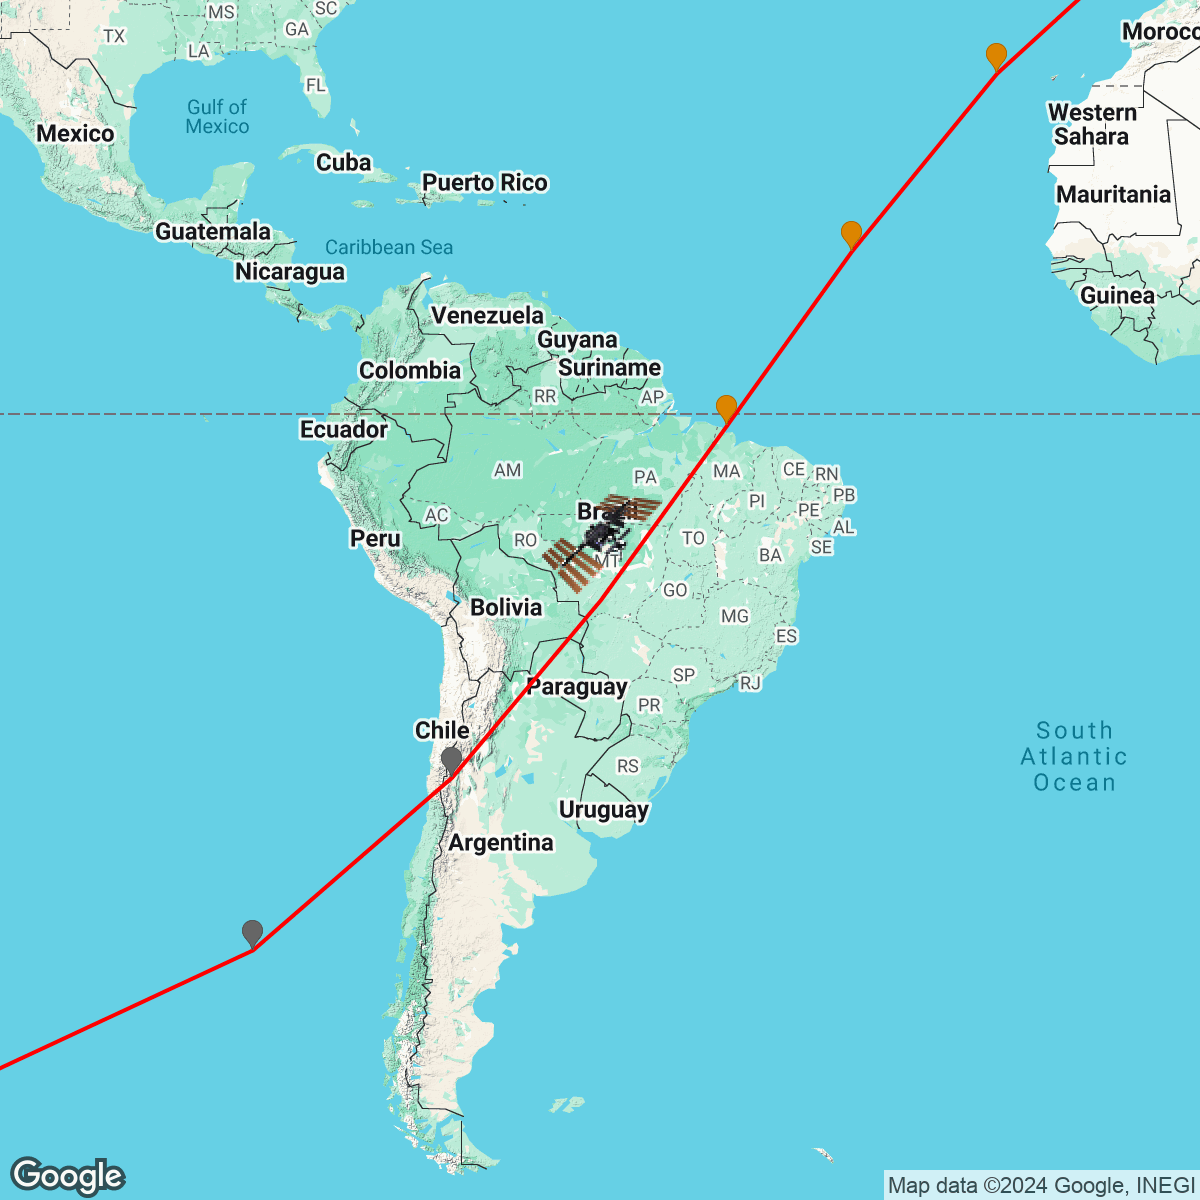 MS
SC
TX
GA
LA
FL
Morocc
Gulf of
Mexico
Mexico
Western
Sahara
Cuba
Puerto Rico
Mauritania
Guatemala
Caribbean Sea
Nicaragua
Guinea
Venezuela
Guyana
Colombia
Suriname
RR
AP
Ecuador
AM
PA
MA
CE
RN
PI
PB
AC
Brazil
PE
AL
Peru
RO
TO
SE
MT
BA
Bolivia
GO
MG
ES
Paraguay
SP
RJ
PR
Chile
South
Atlantic
Ocean
RS
Uruguay
Argentina
Google
Map data ©2024 Google, INEGI